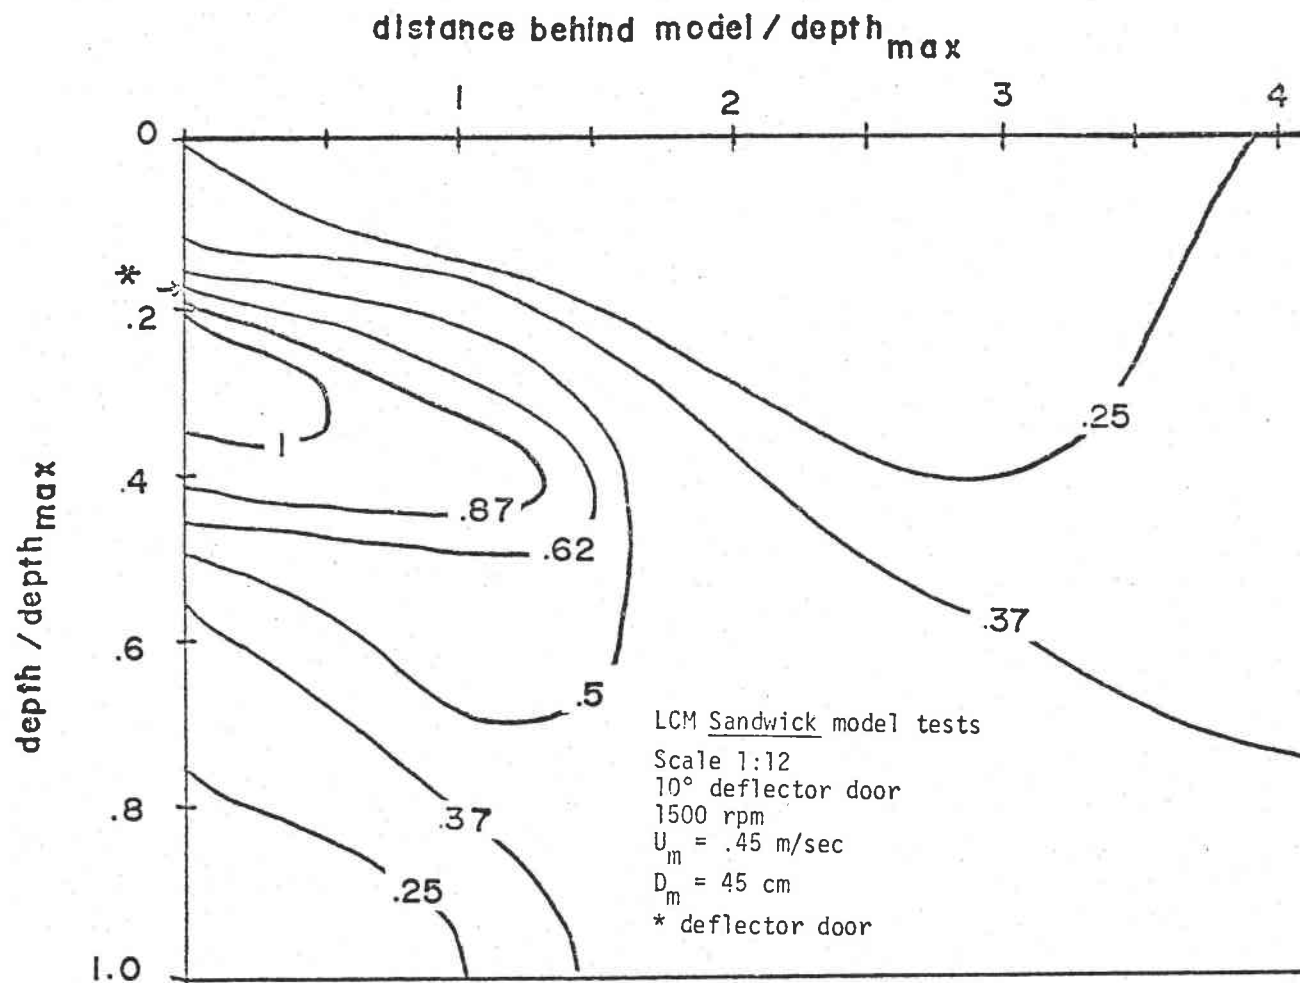 distance behind model / depth max
1 2 3 4
0
*
.2
.25
1
.4
.87
.62
depth / depth max
.37
.6
.5
LCM Sandwick model tests
Scale 1:12
10° deflector door
.8
.37
1500 rpm
Um = .45 m/sec
.25
Dm = 45 cm
* deflector door
1.0